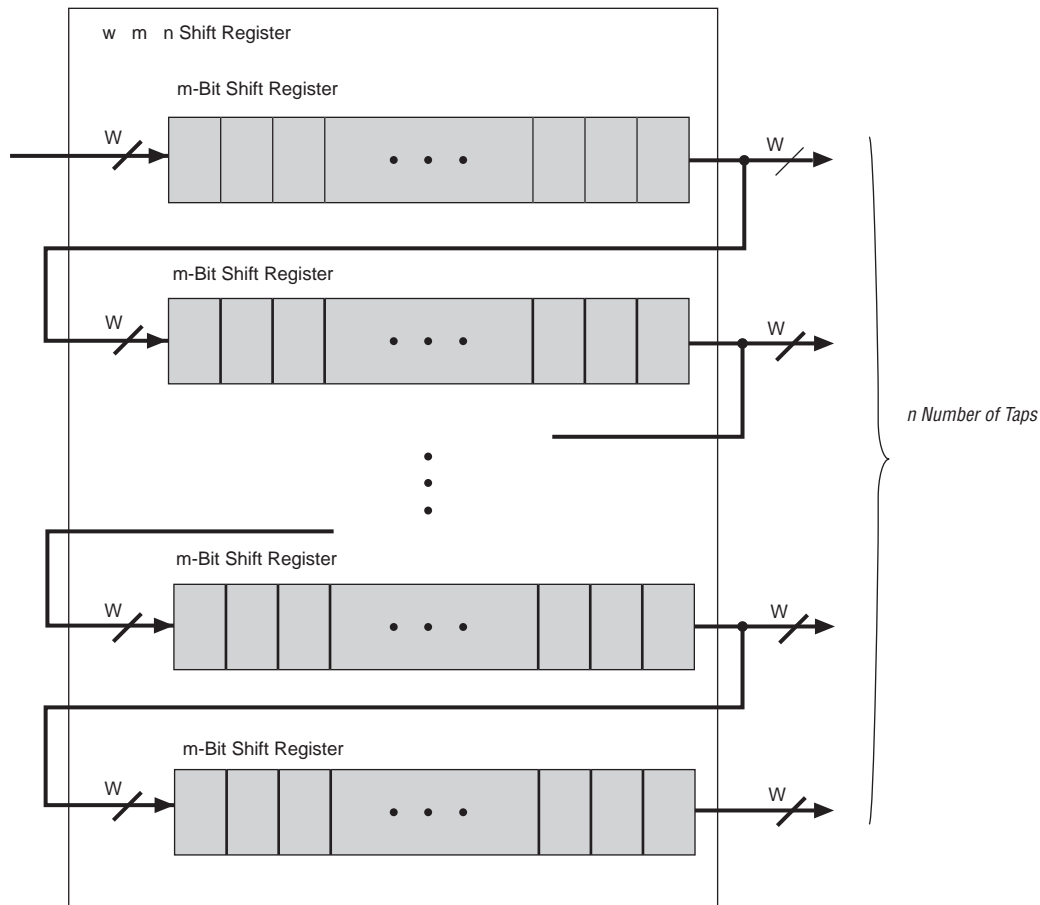 w m n Shift Register
m-Bit Shift Register
W
W
m-Bit Shift Register
W
W
n Number of Taps
m-Bit Shift Register
W
W
m-Bit Shift Register
W
W